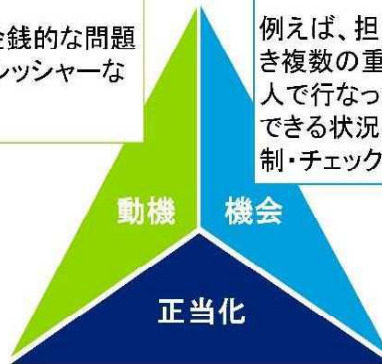 金銭的な問題
レッシャーな
例えば、担
き複数の重
人で行なっ
できる状況
制・チェック
動機
機会
正当化